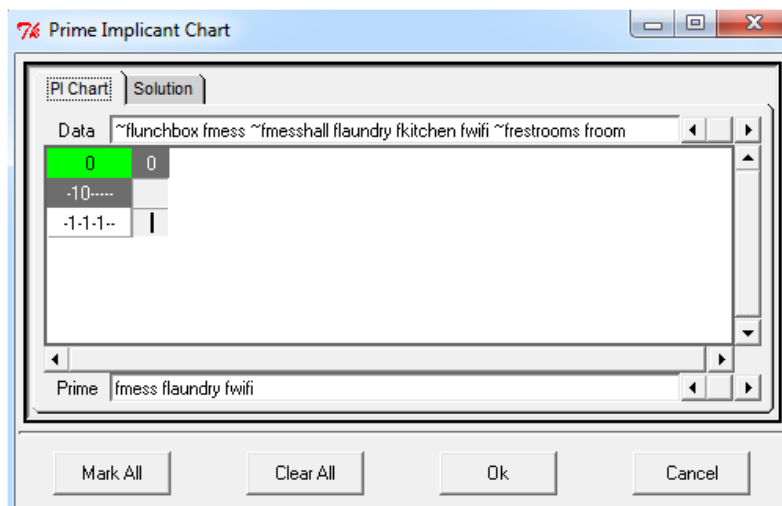 Prime Implicant Chart
PI Chart Solution
Data ~flunchbox fmess ~fmesshall flaundry fkitchen fwifi ~frestrooms froom
0 0
-10-----
-1-1-1--
Prime fmess flaundry fwifi
Mark All Clear All Ok Cancel